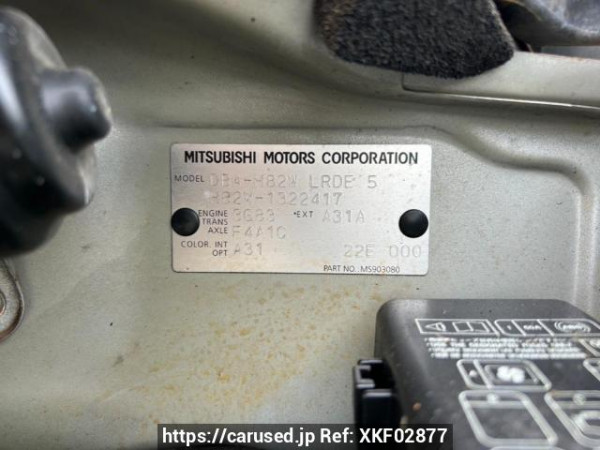 MITSUBISHI MOTORS CORPORATION
MODEL DBA-H82W LRDE 5
H82W-1322417
ENGINE 3G83 *EXT A31A
TRANS AXLE F4A1C
COLOR. INT OPT A31 22E 000
PART NO. MS903080
https://carused.jp Ref: XKF02877